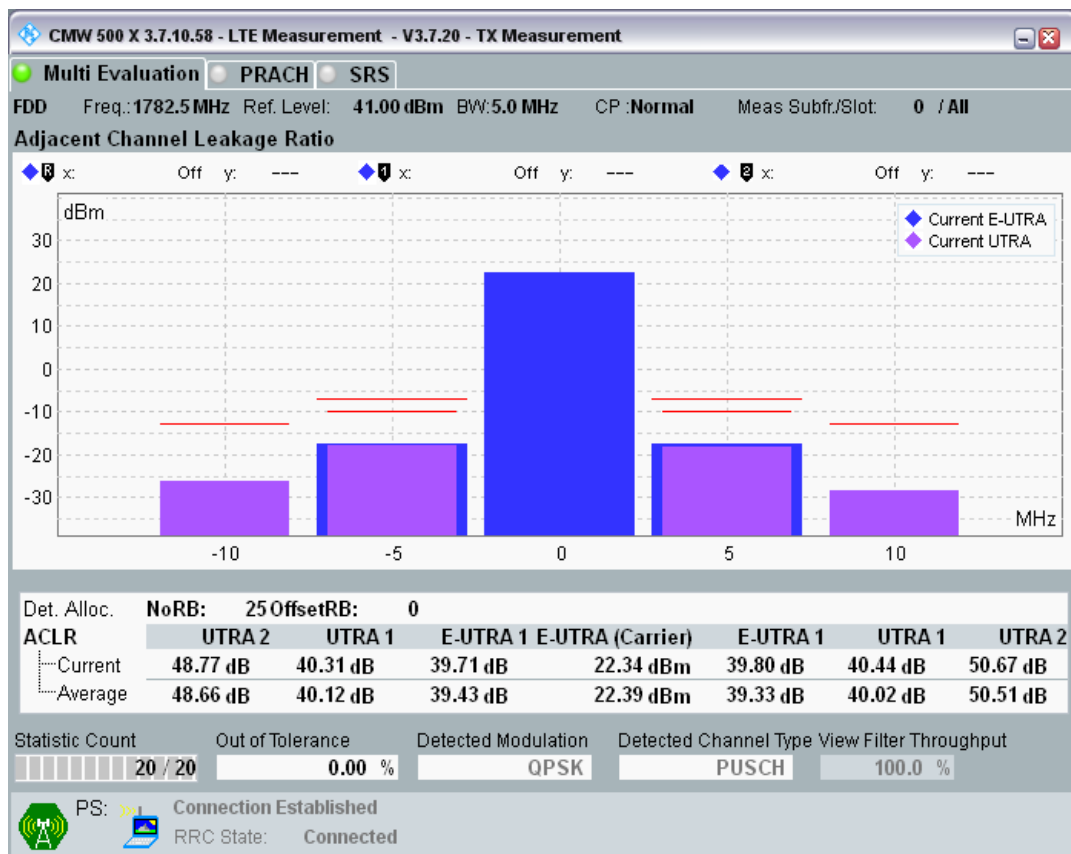 CMW 500 X 3.7.10.58 - LTE Measurement - V3.7.20 - TX Measurement
Multi Evaluation PRACH SRS
FDD Freq.:1782.5 MHz Ref. Level: 41.00 dBm BW:5.0 MHz CP :Normal Meas Subfr./Slot: 0 / All
Adjacent Channel Leakage Ratio
R x: Off y: --- 1 x: Off y: --- 2 x: Off y: ---
dBm
Current E-UTRA
Current UTRA
30
20
10
0
-10
-20
-30
MHz
-10 -5 0 5 10
Det. Alloc. NoRB: 25 OffsetRB: 0
ACLR UTRA 2 UTRA 1 E-UTRA 1 E-UTRA (Carrier) E-UTRA 1 UTRA 1 UTRA 2
Current 48.77 dB 40.31 dB 39.71 dB 22.34 dBm 39.80 dB 40.44 dB 50.67 dB
Average 48.66 dB 40.12 dB 39.43 dB 22.39 dBm 39.33 dB 40.02 dB 50.51 dB
Statistic Count Out of Tolerance Detected Modulation Detected Channel Type View Filter Throughput
20 / 20 0.00 % QPSK PUSCH 100.0 %
PS: Connection Established
RRC State: Connected